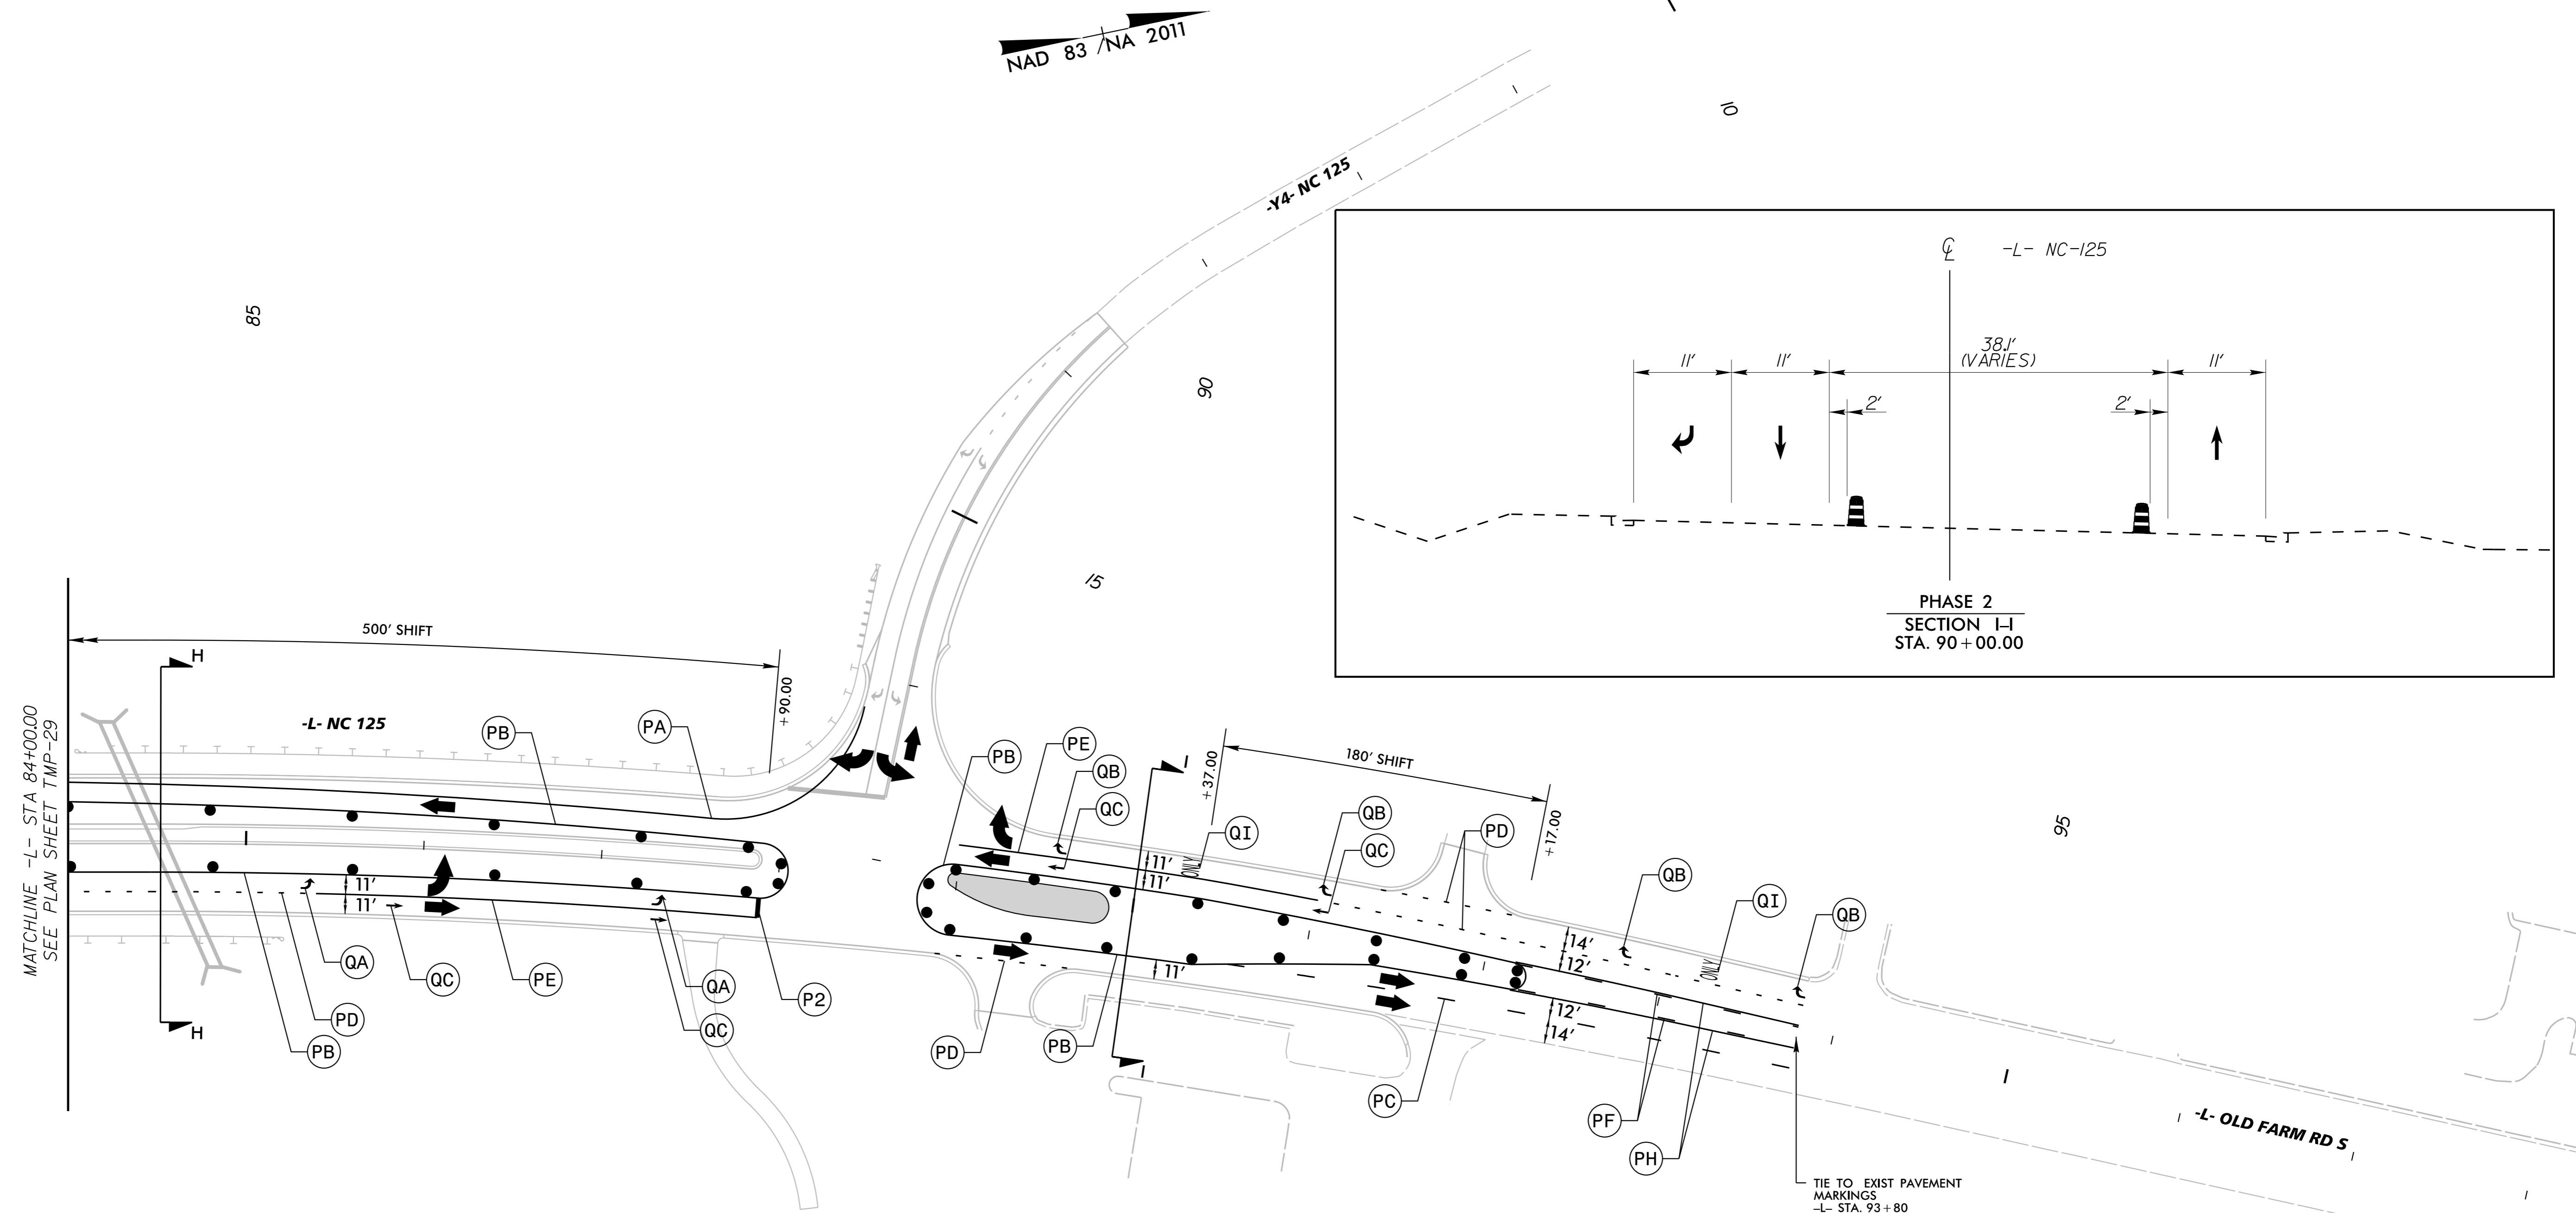 NAD 83 /NA 2011
10
-Y4- NC 125
85
90
15
95
℄ -L- NC-125
11' 11' 38.1' 11'
(VARIES)
2' 2'
PHASE 2
SECTION I-I
STA. 90+00.00
500' SHIFT
+90.00
H
-L- NC 125
PB
PA
MATCHLINE -L- STA 84+00.00
SEE PLAN SHEET TMP-29
11'
11'
H
QA
QC
PE
QA
P2
PD
PB
QC
PB
PE
QB
QC
I
+37.00
180' SHIFT
+17.00
QI
ONLY
QB
QC
PD
11'
11'
11'
QB
QI
ONLY
QB
14'
12'
12'
14'
PD
PB
I
PC
PF
PH
-L- OLD FARM RD S
TIE TO EXIST PAVEMENT
MARKINGS
-L- STA. 93+80